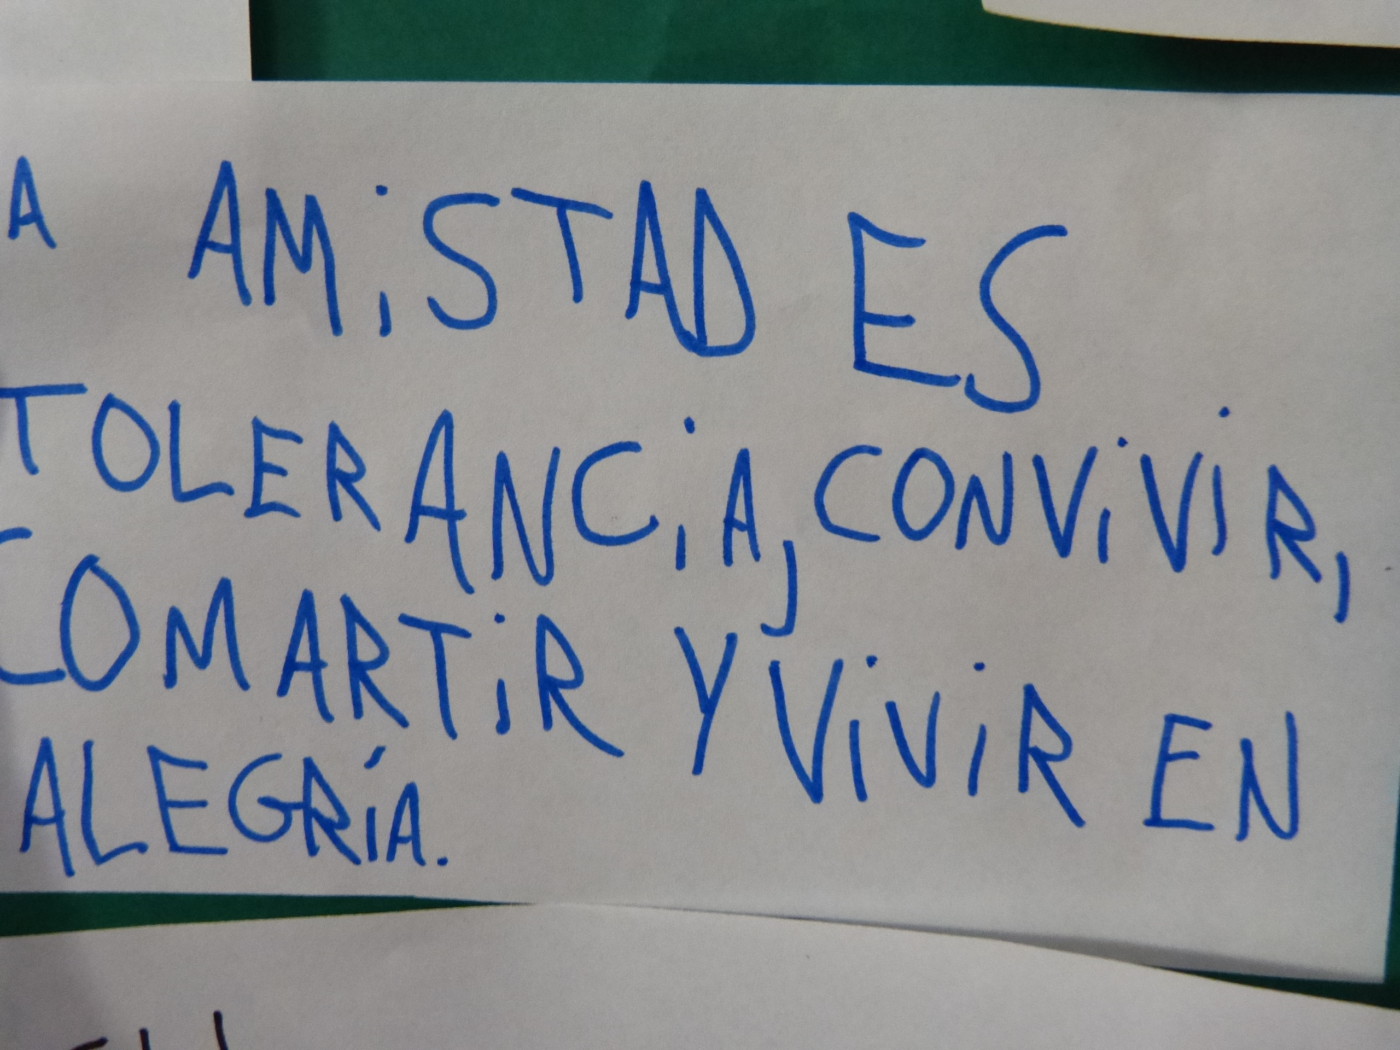 A AMiSTAD ES
TOLERANCiA, CONViViR,
COMARTiR Y ViViR EN
ALEGRíA.